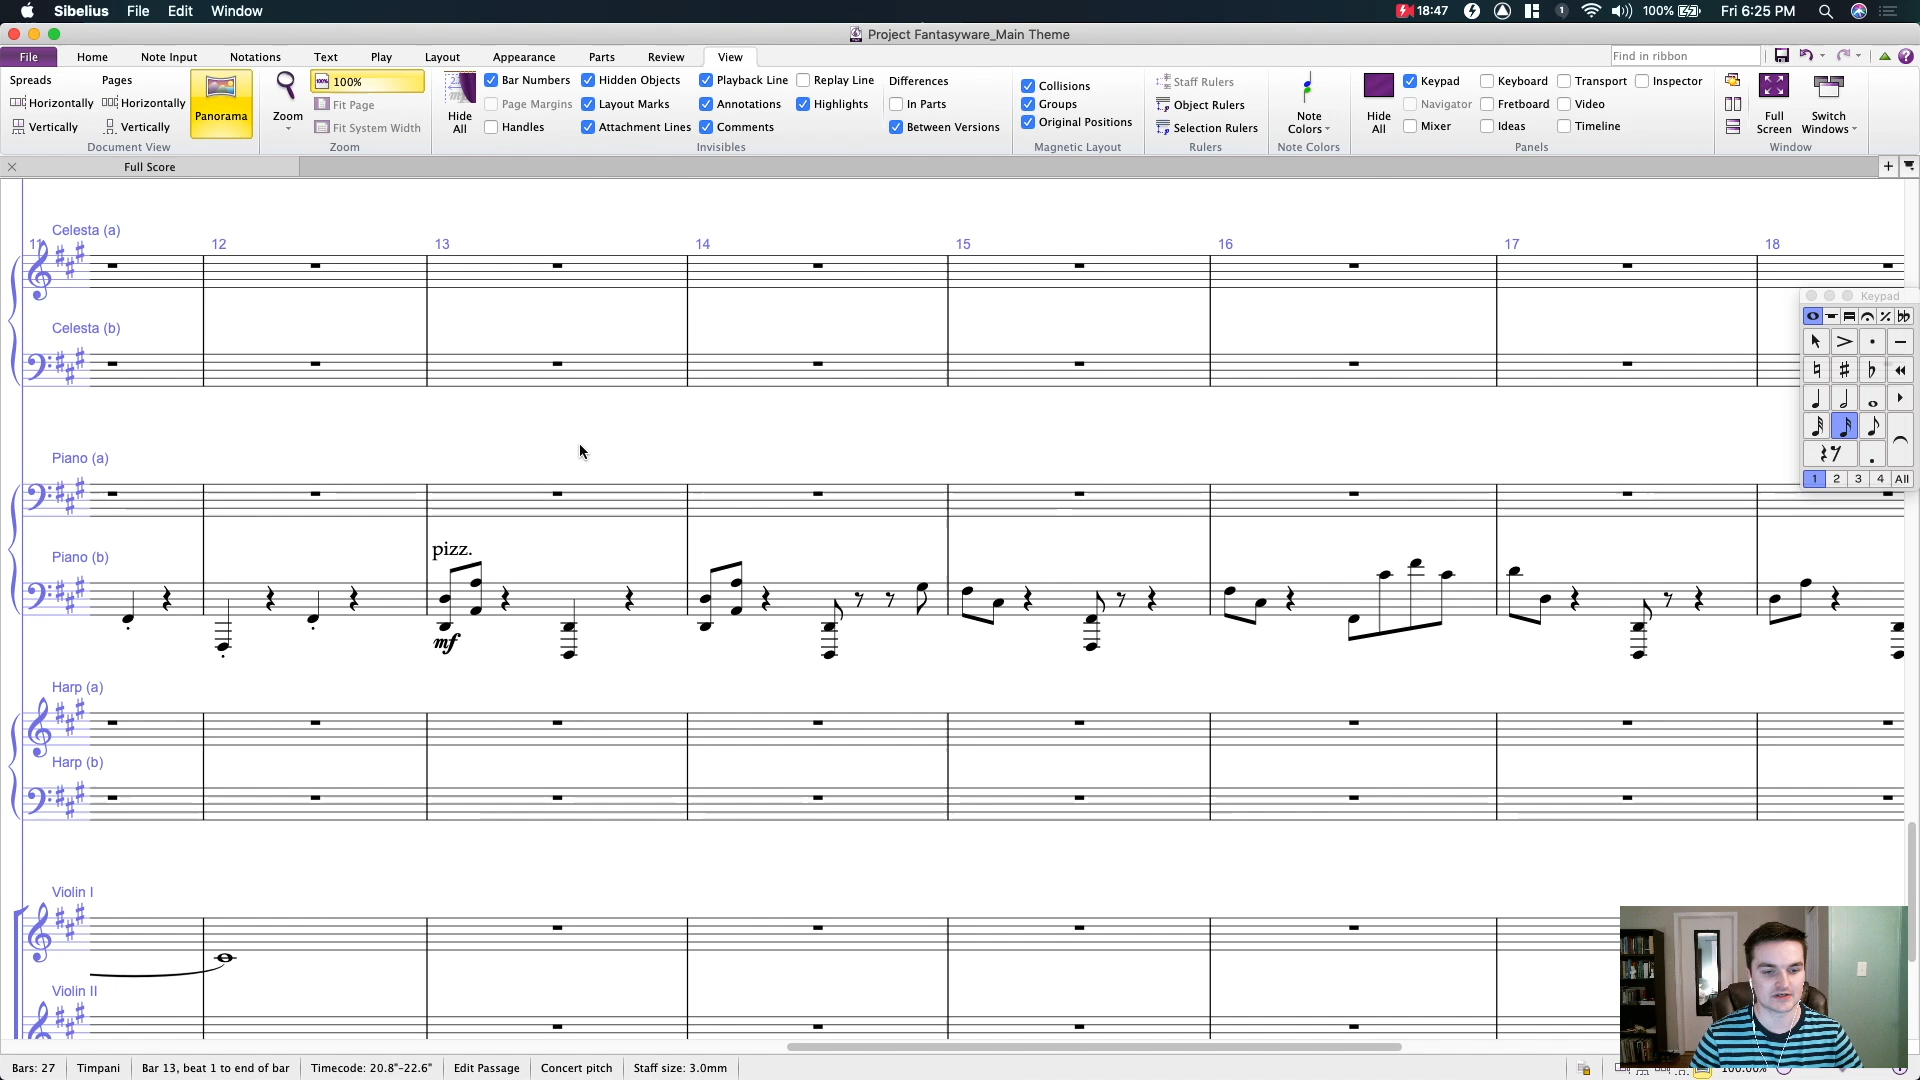 Sibelius File Edit Window 18:47 1 100% Fri 6:25 PM
Project Fantasyware_Main Theme
File Home Note Input Notations Text Play Layout Appearance Parts Review View Find in ribbon
Spreads Pages 100% Bar Numbers Hidden Objects Playback Line Replay Line Differences Collisions Staff Rulers Keypad Keyboard Transport Inspector
Horizontally Horizontally Fit Page Page Margins Layout Marks Annotations Highlights In Parts Groups Object Rulers Navigator Fretboard Video
Panorama Zoom Hide All Note Colors Hide All Full Screen Switch Windows
Vertically Vertically Fit System Width Handles Attachment Lines Comments Between Versions Original Positions Selection Rulers Mixer Ideas Timeline
Document View Zoom Invisibles Magnetic Layout Rulers Note Colors Panels Window
Full Score
Celesta (a)
11 12 13 14 15 16 17 18
Keypad
Celesta (b)
Piano (a)
1 2 3 4 All
pizz.
Piano (b)
mf
Harp (a)
Harp (b)
Violin I
Violin II
Bars: 27 Timpani Bar 13, beat 1 to end of bar Timecode: 20.8"-22.6" Edit Passage Concert pitch Staff size: 3.0mm 100.00%